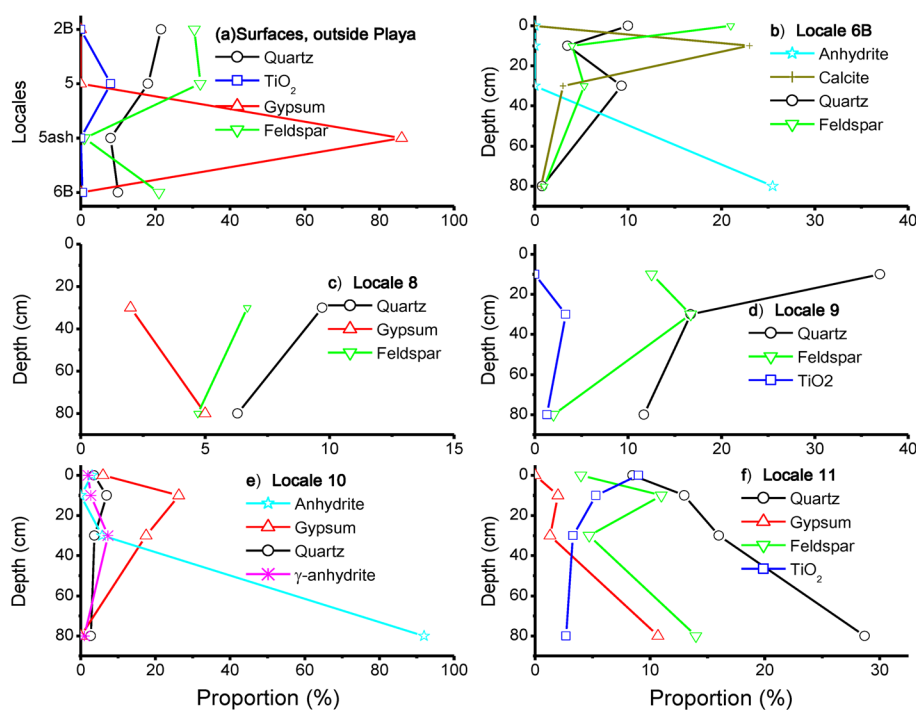 (a)Surfaces, outside Playa
Quartz
TiO2
Gypsum
Feldspar
Locales
2B
5
5ash
6B
0 20 40 60 80 100
b) Locale 6B
Anhydrite
Calcite
Quartz
Feldspar
Depth (cm)
0
20
40
60
80
0 10 20 30 40
c) Locale 8
Quartz
Gypsum
Feldspar
Depth (cm)
0
20
40
60
80
0 5 10 15
d) Locale 9
Quartz
Feldspar
TiO2
Depth (cm)
0
20
40
60
80
0 10 20 30 40
e) Locale 10
Anhydrite
Gypsum
Quartz
γ-anhydrite
Depth (cm)
0
20
40
60
80
0 20 40 60 80 100
Proportion (%)
f) Locale 11
Quartz
Gypsum
Feldspar
TiO2
Depth (cm)
0
20
40
60
80
0 10 20 30
Proportion (%)